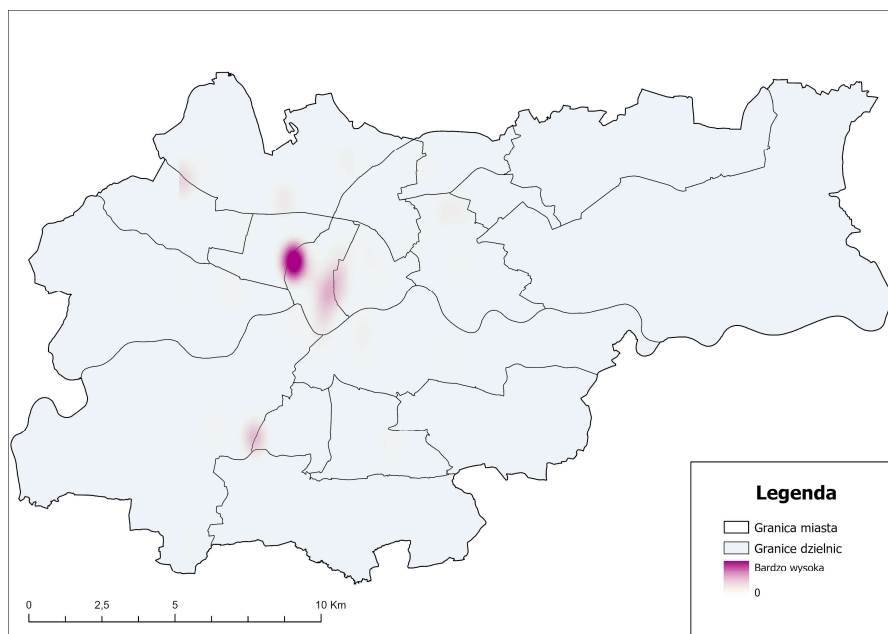 Legenda
Granica miasta
Granice dzielnic
Bardzo wysoka
0
0 2,5 5 10 Km